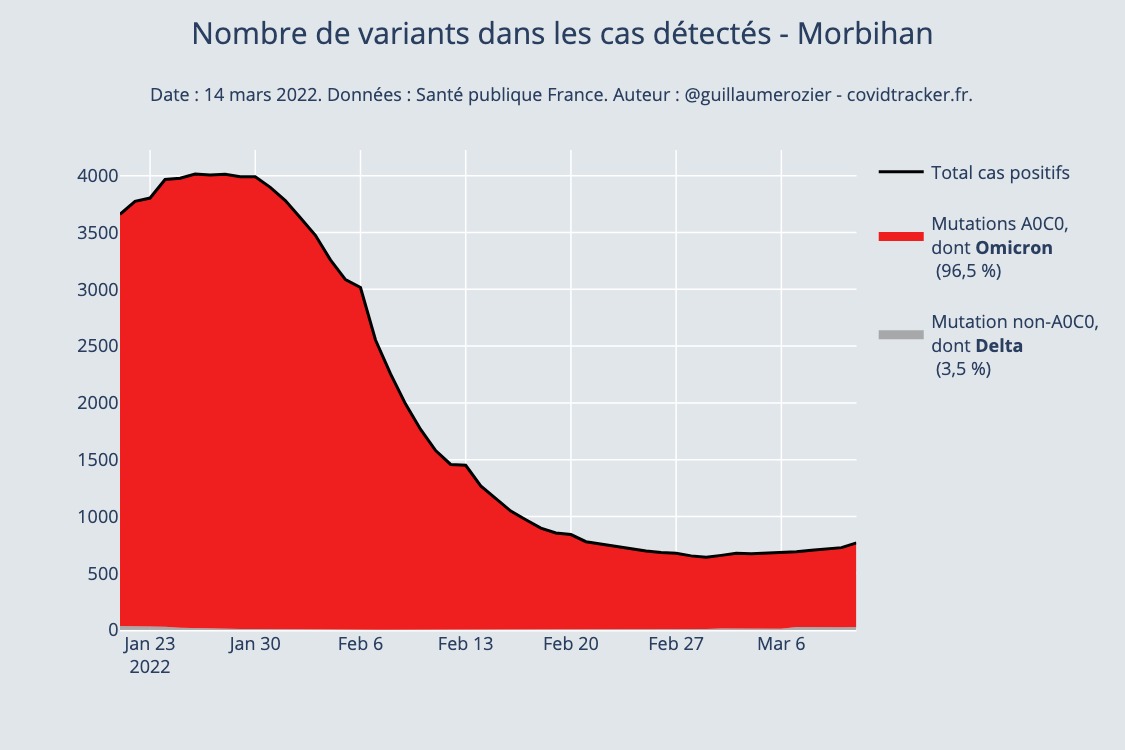 Nombre de variants dans les cas détectés - Morbihan
Date : 14 mars 2022. Données : Santé publique France. Auteur : @guillaumerozier - covidtracker.fr.
4000
3500
3000
2500
2000
1500
1000
500
0
Jan 23
2022
Jan 30
Feb 6
Feb 13
Feb 20
Feb 27
Mar 6
Total cas positifs
Mutations A0C0,
dont Omicron
(96,5 %)
Mutation non-A0C0,
dont Delta
(3,5 %)